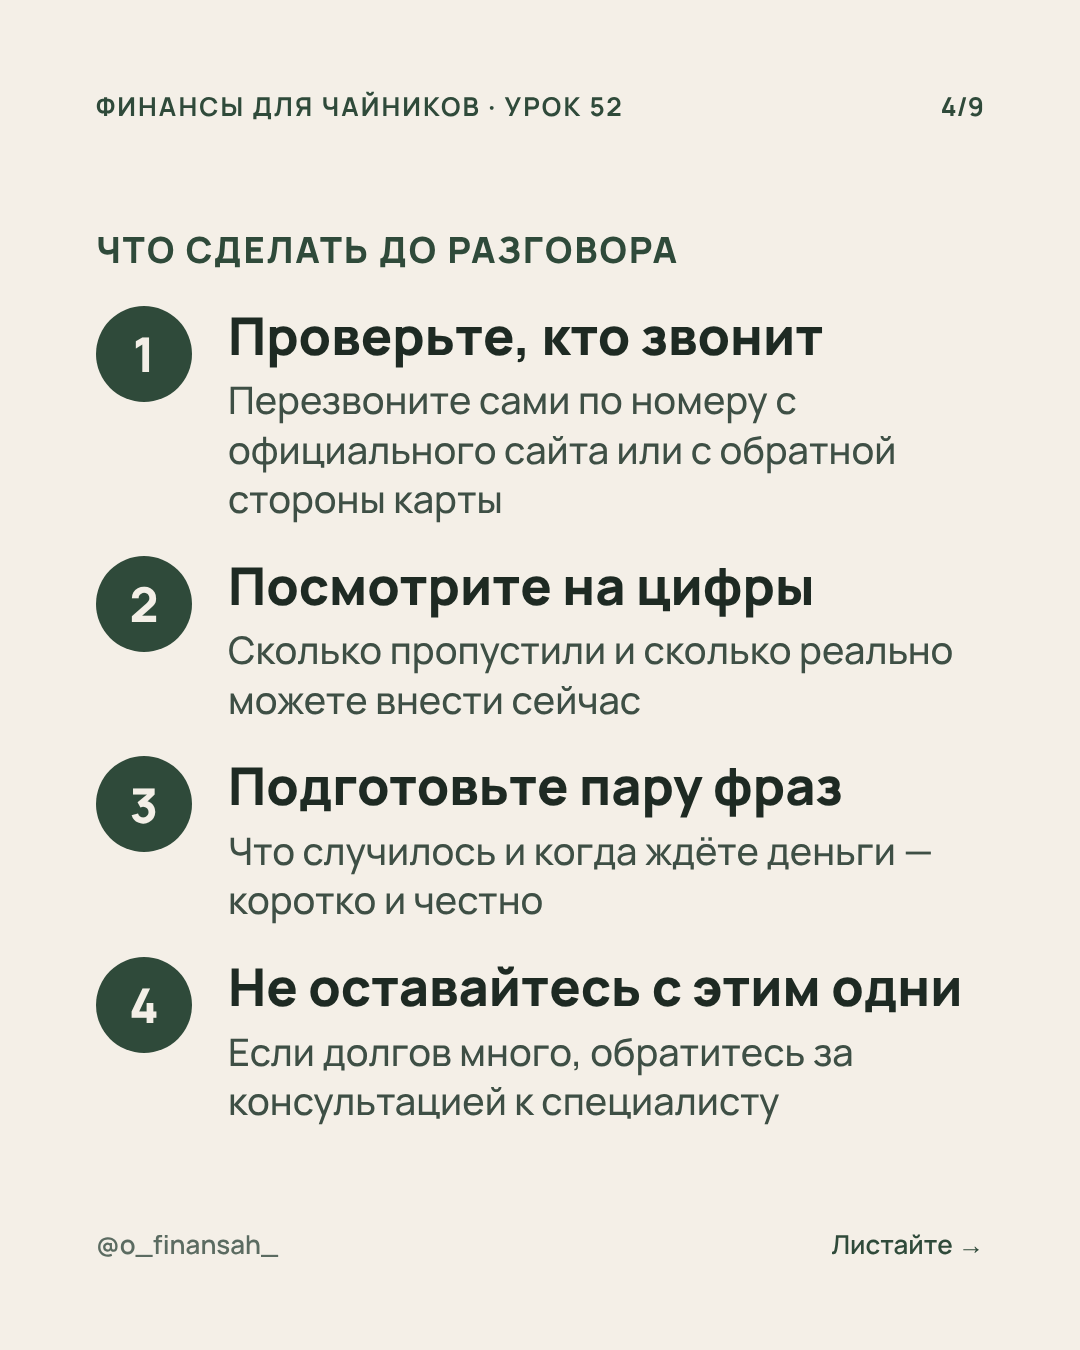 ФИНАНСЫ ДЛЯ ЧАЙНИКОВ · УРОК 52
4/9
ЧТО СДЕЛАТЬ ДО РАЗГОВОРА
1
Проверьте, кто звонит
Перезвоните сами по номеру с
официального сайта или с обратной
стороны карты
2
Посмотрите на цифры
Сколько пропустили и сколько реально
можете внести сейчас
3
Подготовьте пару фраз
Что случилось и когда ждёте деньги —
коротко и честно
4
Не оставайтесь с этим одни
Если долгов много, обратитесь за
консультацией к специалисту
@o_finansah_
Листайте →